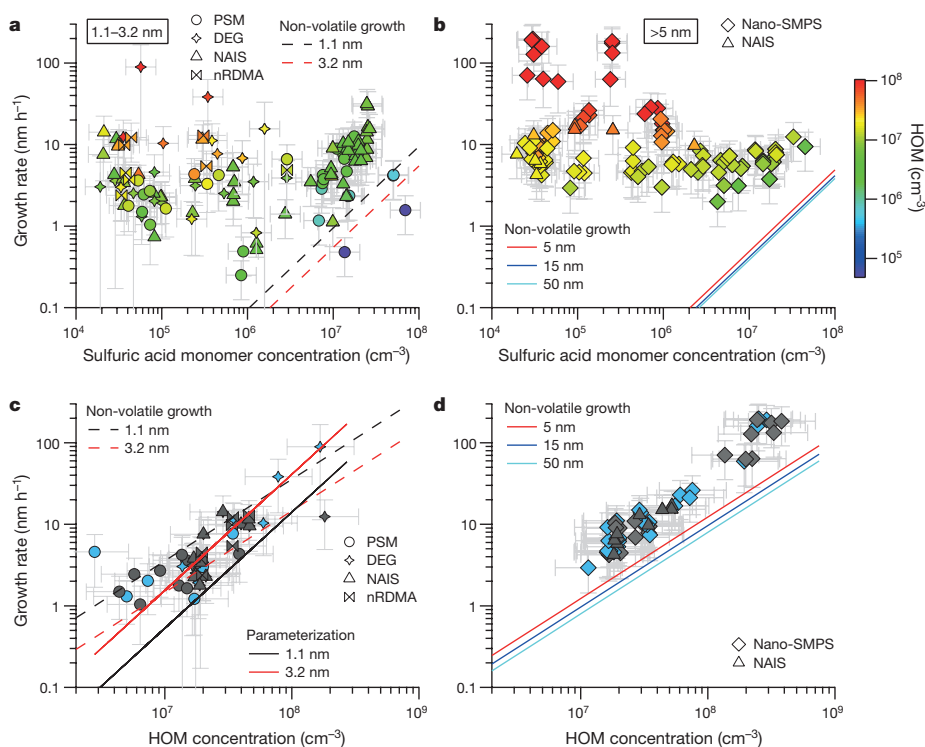 a
1.1–3.2 nm
PSM
DEG
NAIS
nRDMA
Non-volatile growth
1.1 nm
3.2 nm
Growth rate (nm h⁻¹)
100
10
1
0.1
10⁴
10⁵
10⁶
10⁷
10⁸
Sulfuric acid monomer concentration (cm⁻³)
b
>5 nm
Nano-SMPS
NAIS
Non-volatile growth
5 nm
15 nm
50 nm
100
10
1
0.1
10⁴
10⁵
10⁶
10⁷
10⁸
Sulfuric acid monomer concentration (cm⁻³)
10⁸
10⁷
10⁶
10⁵
HOM (cm⁻³)
c
Non-volatile growth
1.1 nm
3.2 nm
PSM
DEG
NAIS
nRDMA
Parameterization
1.1 nm
3.2 nm
Growth rate (nm h⁻¹)
100
10
1
0.1
10⁷
10⁸
10⁹
HOM concentration (cm⁻³)
d
Non-volatile growth
5 nm
15 nm
50 nm
Nano-SMPS
NAIS
100
10
1
0.1
10⁷
10⁸
10⁹
HOM concentration (cm⁻³)